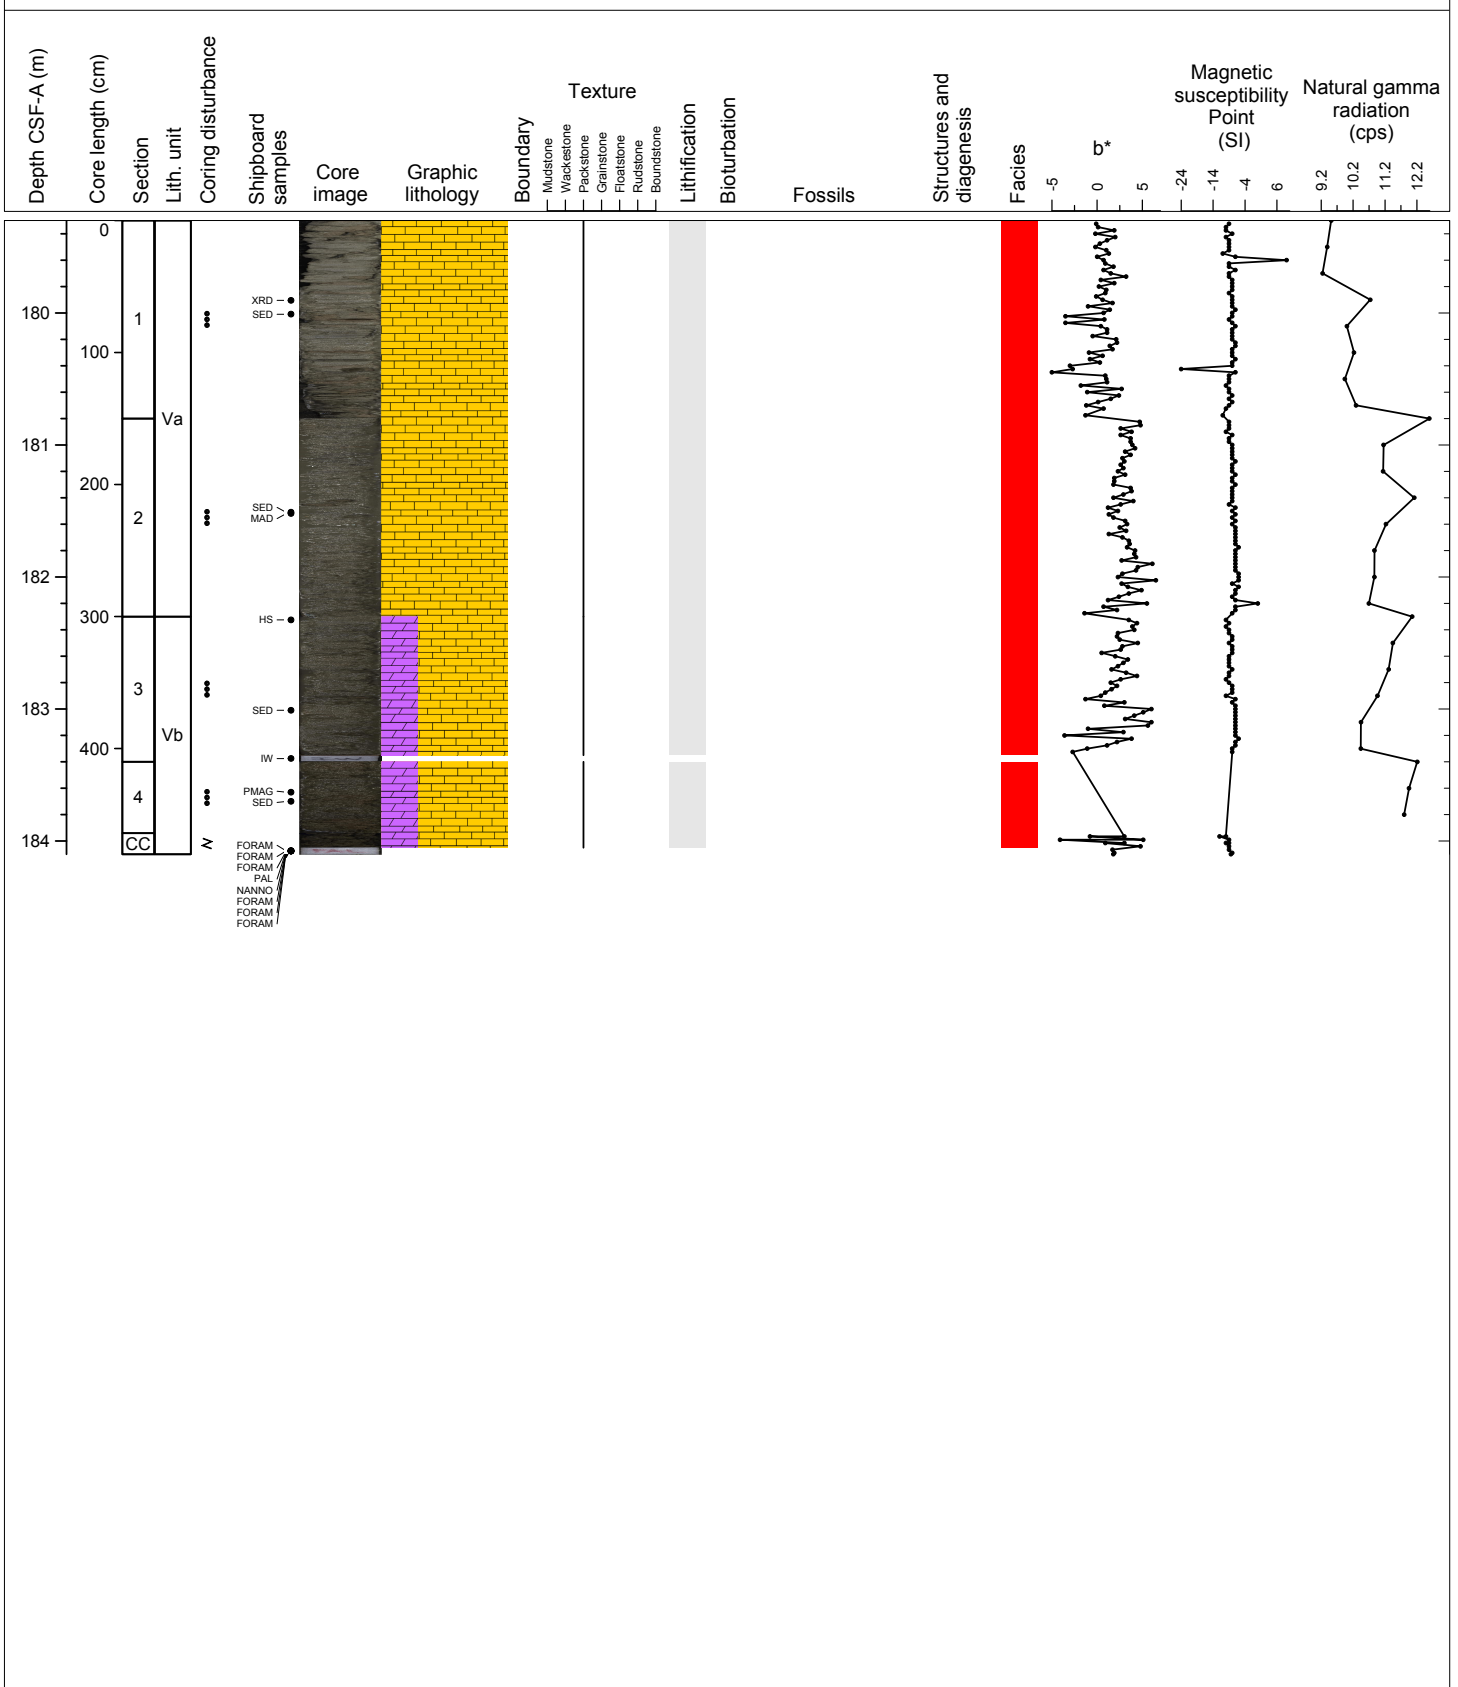 Depth CSF-A (m)
Core length (cm)
Section
Lith. unit
Coring disturbance
Shipboard
samples
Core
image
Graphic
lithology
Boundary
Texture
Mudstone
Wackestone
Packstone
Grainstone
Floatstone
Rudstone
Boundstone
Lithification
Bioturbation
Fossils
Structures and
diagenesis
Facies
b*
-5
0
5
Magnetic
susceptibility
Point
(SI)
-24
-14
-4
6
Natural gamma
radiation
(cps)
9.2
10.2
11.2
12.2
180
181
182
183
184
0
100
200
300
400
1
2
3
4
CC
Va
Vb
XRD
SED
SED
MAD
HS
SED
IW
PMAG
SED
FORAM
FORAM
FORAM
PAL
NANNO
FORAM
FORAM
FORAM